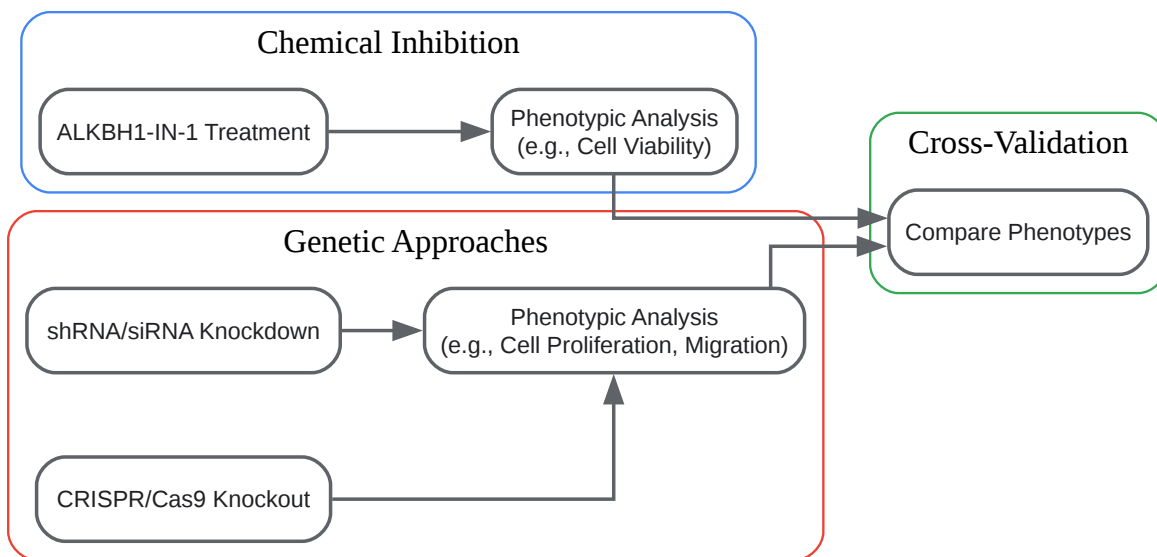 Chemical Inhibition
ALKBH1-IN-1 Treatment
Phenotypic Analysis
(e.g., Cell Viability)
Cross-Validation
Compare Phenotypes
Genetic Approaches
shRNA/siRNA Knockdown
Phenotypic Analysis
(e.g., Cell Proliferation, Migration)
CRISPR/Cas9 Knockout